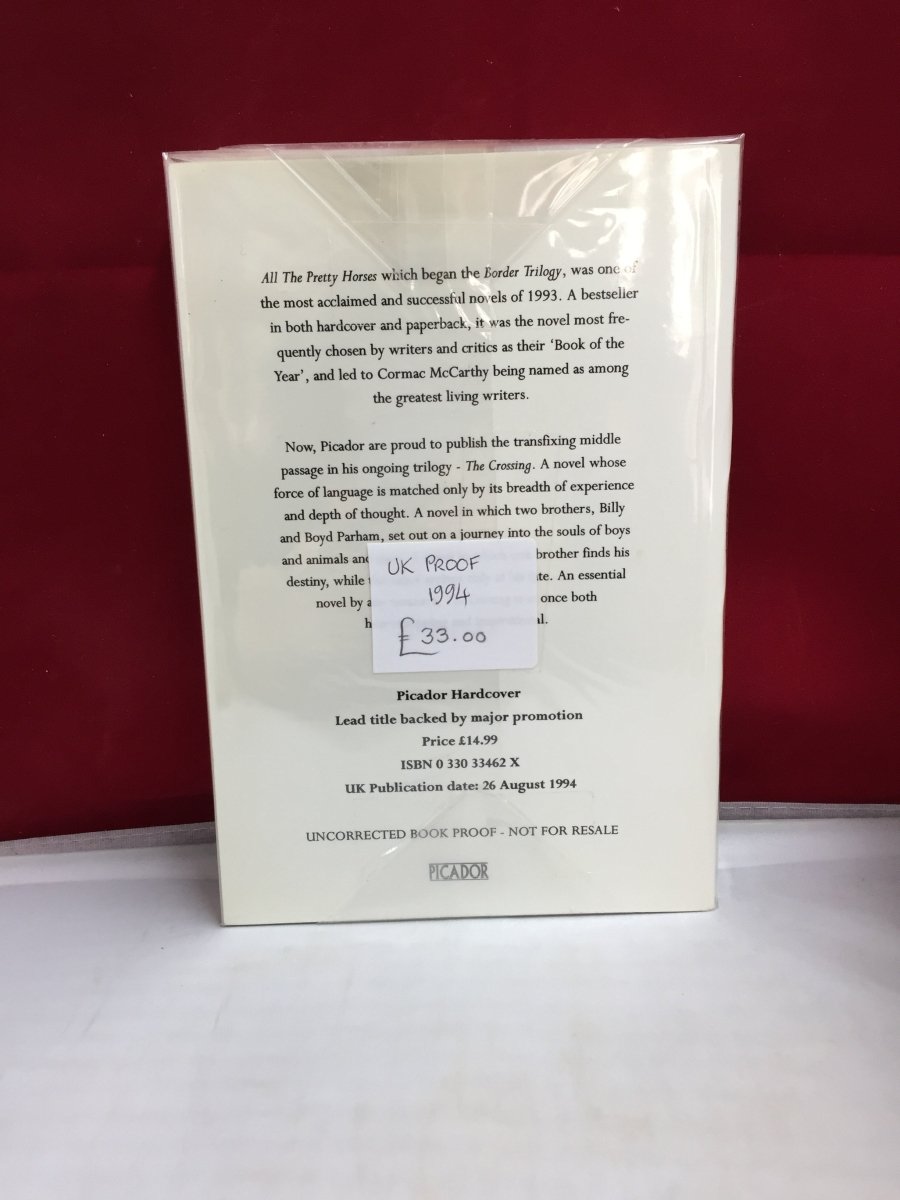 All The Pretty Horses which began the Border Trilogy, was one of
the most acclaimed and successful novels of 1993. A bestseller
in both hardcover and paperback, it was the novel most fre-
quently chosen by writers and critics as their ‘Book of the
Year’, and led to Cormac McCarthy being named as among
the greatest living writers.
Now, Picador are proud to publish the transfixing middle
passage in his ongoing trilogy - The Crossing. A novel whose
force of language is matched only by its breadth of experience
and depth of thought. A novel in which two brothers, Billy
and Boyd Parham, set out on a journey into the souls of boys
and animals brother finds his
destiny, while An essential
novel by once both
UK PROOF
1994
£33.00
Picador Hardcover
Lead title backed by major promotion
Price £14.99
ISBN 0 330 33462 X
UK Publication date: 26 August 1994
UNCORRECTED BOOK PROOF - NOT FOR RESALE
PICADOR